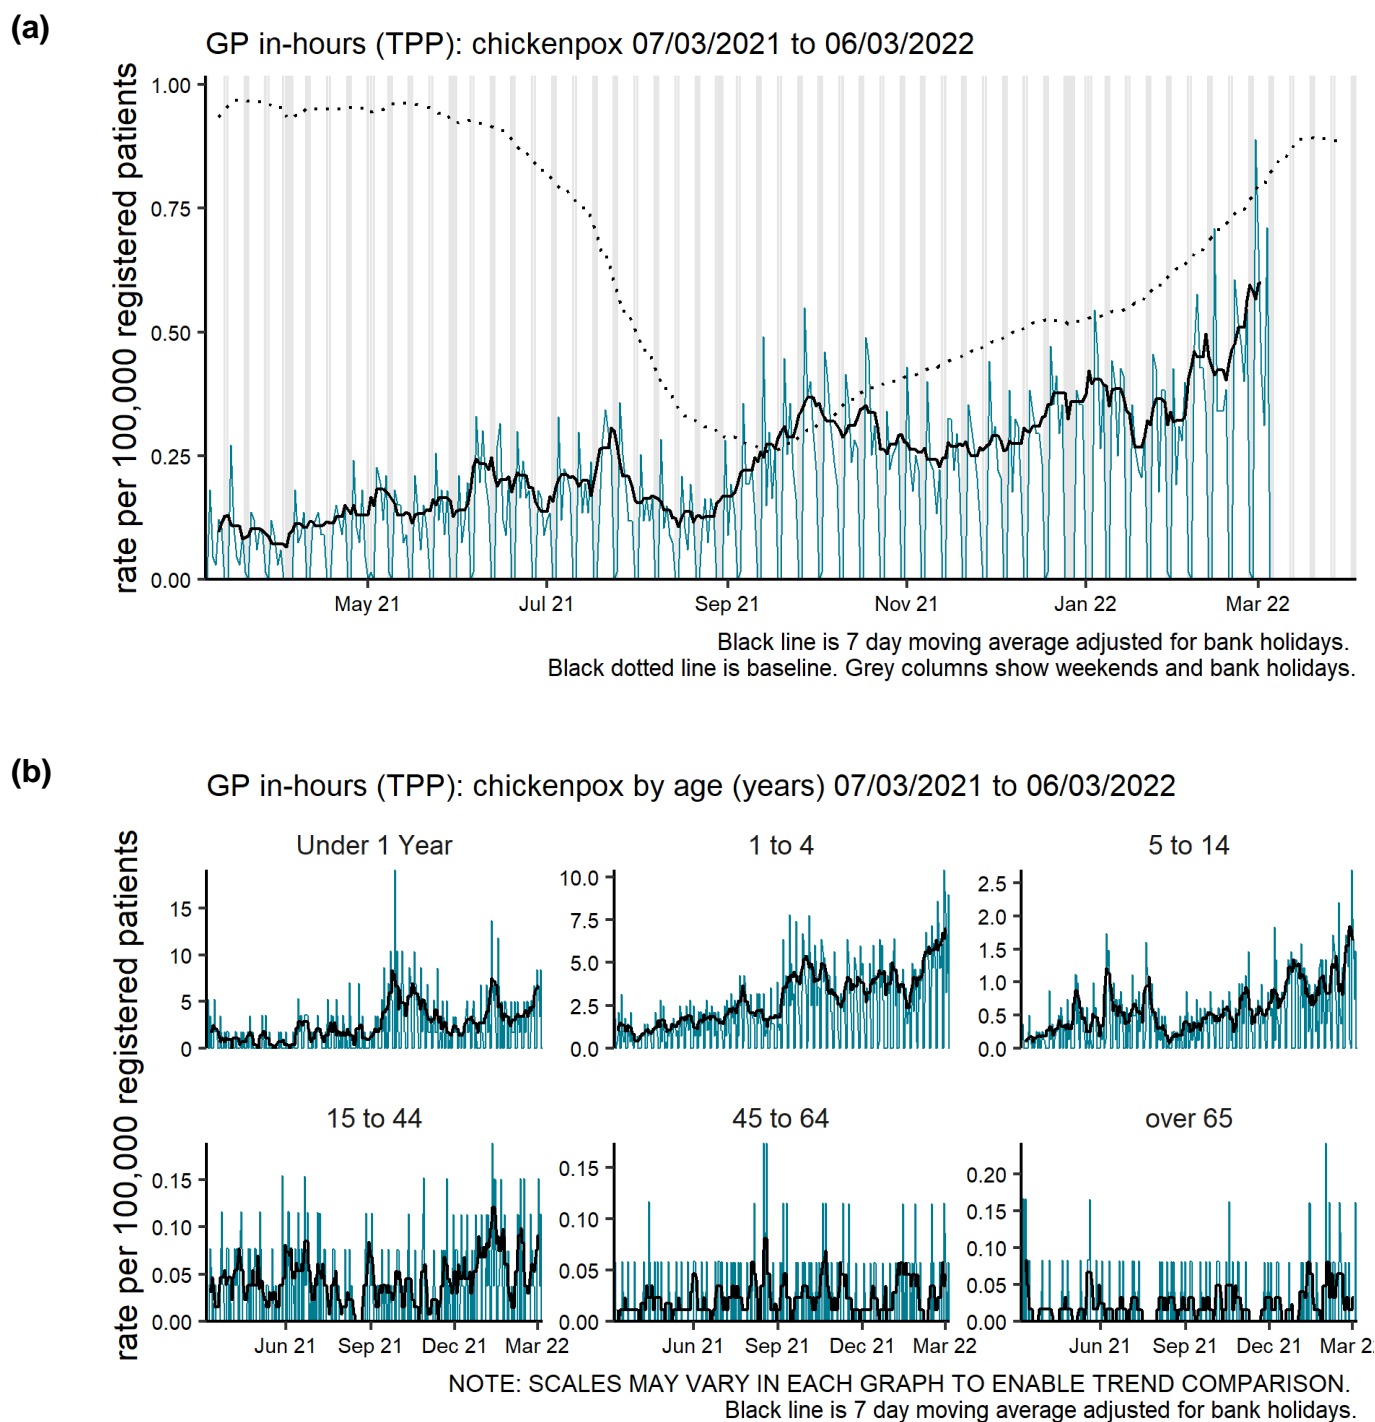 (a)
GP in-hours (TPP): chickenpox 07/03/2021 to 06/03/2022
rate per 100,000 registered patients
1.00
0.75
0.50
0.25
0.00
May 21 Jul 21 Sep 21 Nov 21 Jan 22 Mar 22
Black line is 7 day moving average adjusted for bank holidays.
Black dotted line is baseline. Grey columns show weekends and bank holidays.
(b)
GP in-hours (TPP): chickenpox by age (years) 07/03/2021 to 06/03/2022
rate per 100,000 registered patients
Under 1 Year
15
10
5
0
1 to 4
10.0
7.5
5.0
2.5
0.0
5 to 14
2.5
2.0
1.5
1.0
0.5
0.0
15 to 44
0.15
0.10
0.05
0.00
Jun 21 Sep 21 Dec 21 Mar 22
45 to 64
0.15
0.10
0.05
0.00
Jun 21 Sep 21 Dec 21 Mar 22
over 65
0.20
0.15
0.10
0.05
0.00
Jun 21 Sep 21 Dec 21 Mar 2
NOTE: SCALES MAY VARY IN EACH GRAPH TO ENABLE TREND COMPARISON.
Black line is 7 day moving average adjusted for bank holidays.